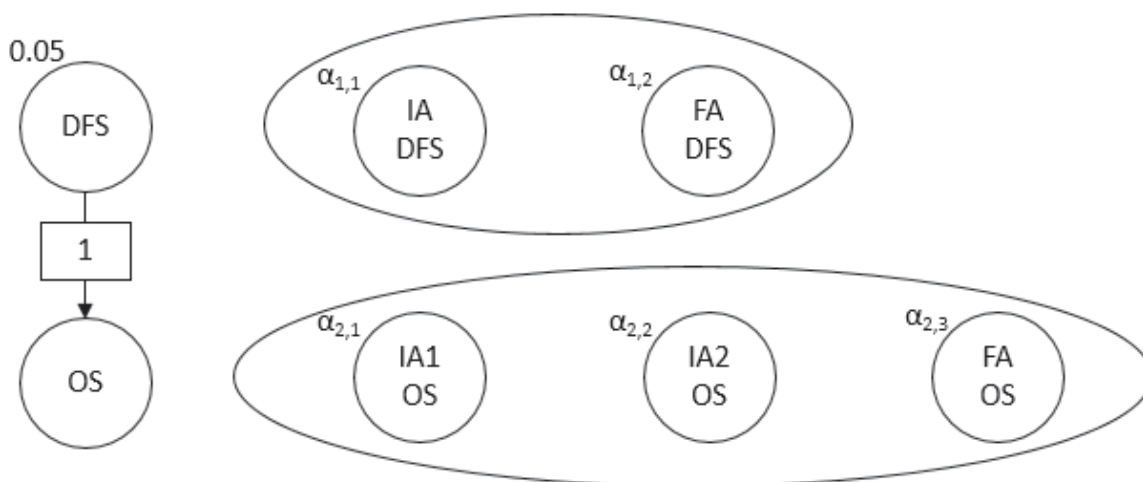 0.05
DFS
1
OS
α1,1
IA
DFS
α1,2
FA
DFS
α2,1
IA1
OS
α2,2
IA2
OS
α2,3
FA
OS